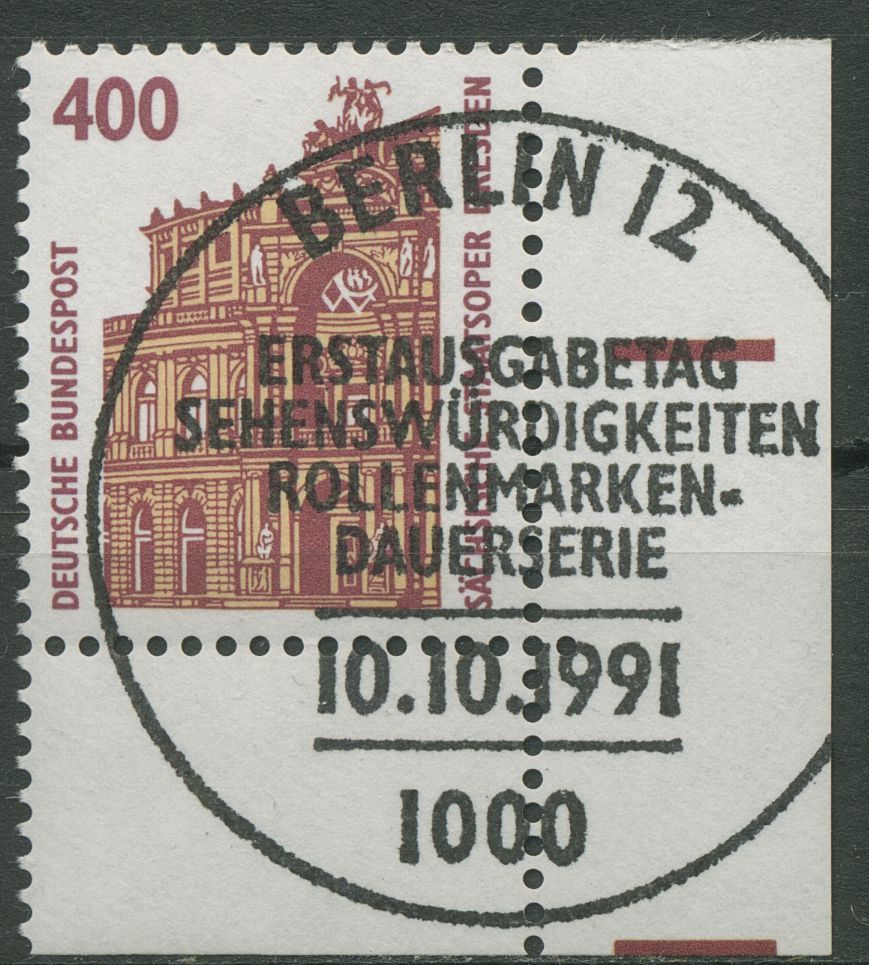 400
DEUTSCHE BUNDESPOST
SÄCHSISCHE STAATSOPER DRESDEN
BERLIN 12
ERSTAUSGABETAG
SEHENSWÜRDIGKEITEN
ROLLENMARKEN-
DAUERSERIE
10.10.1991
1000